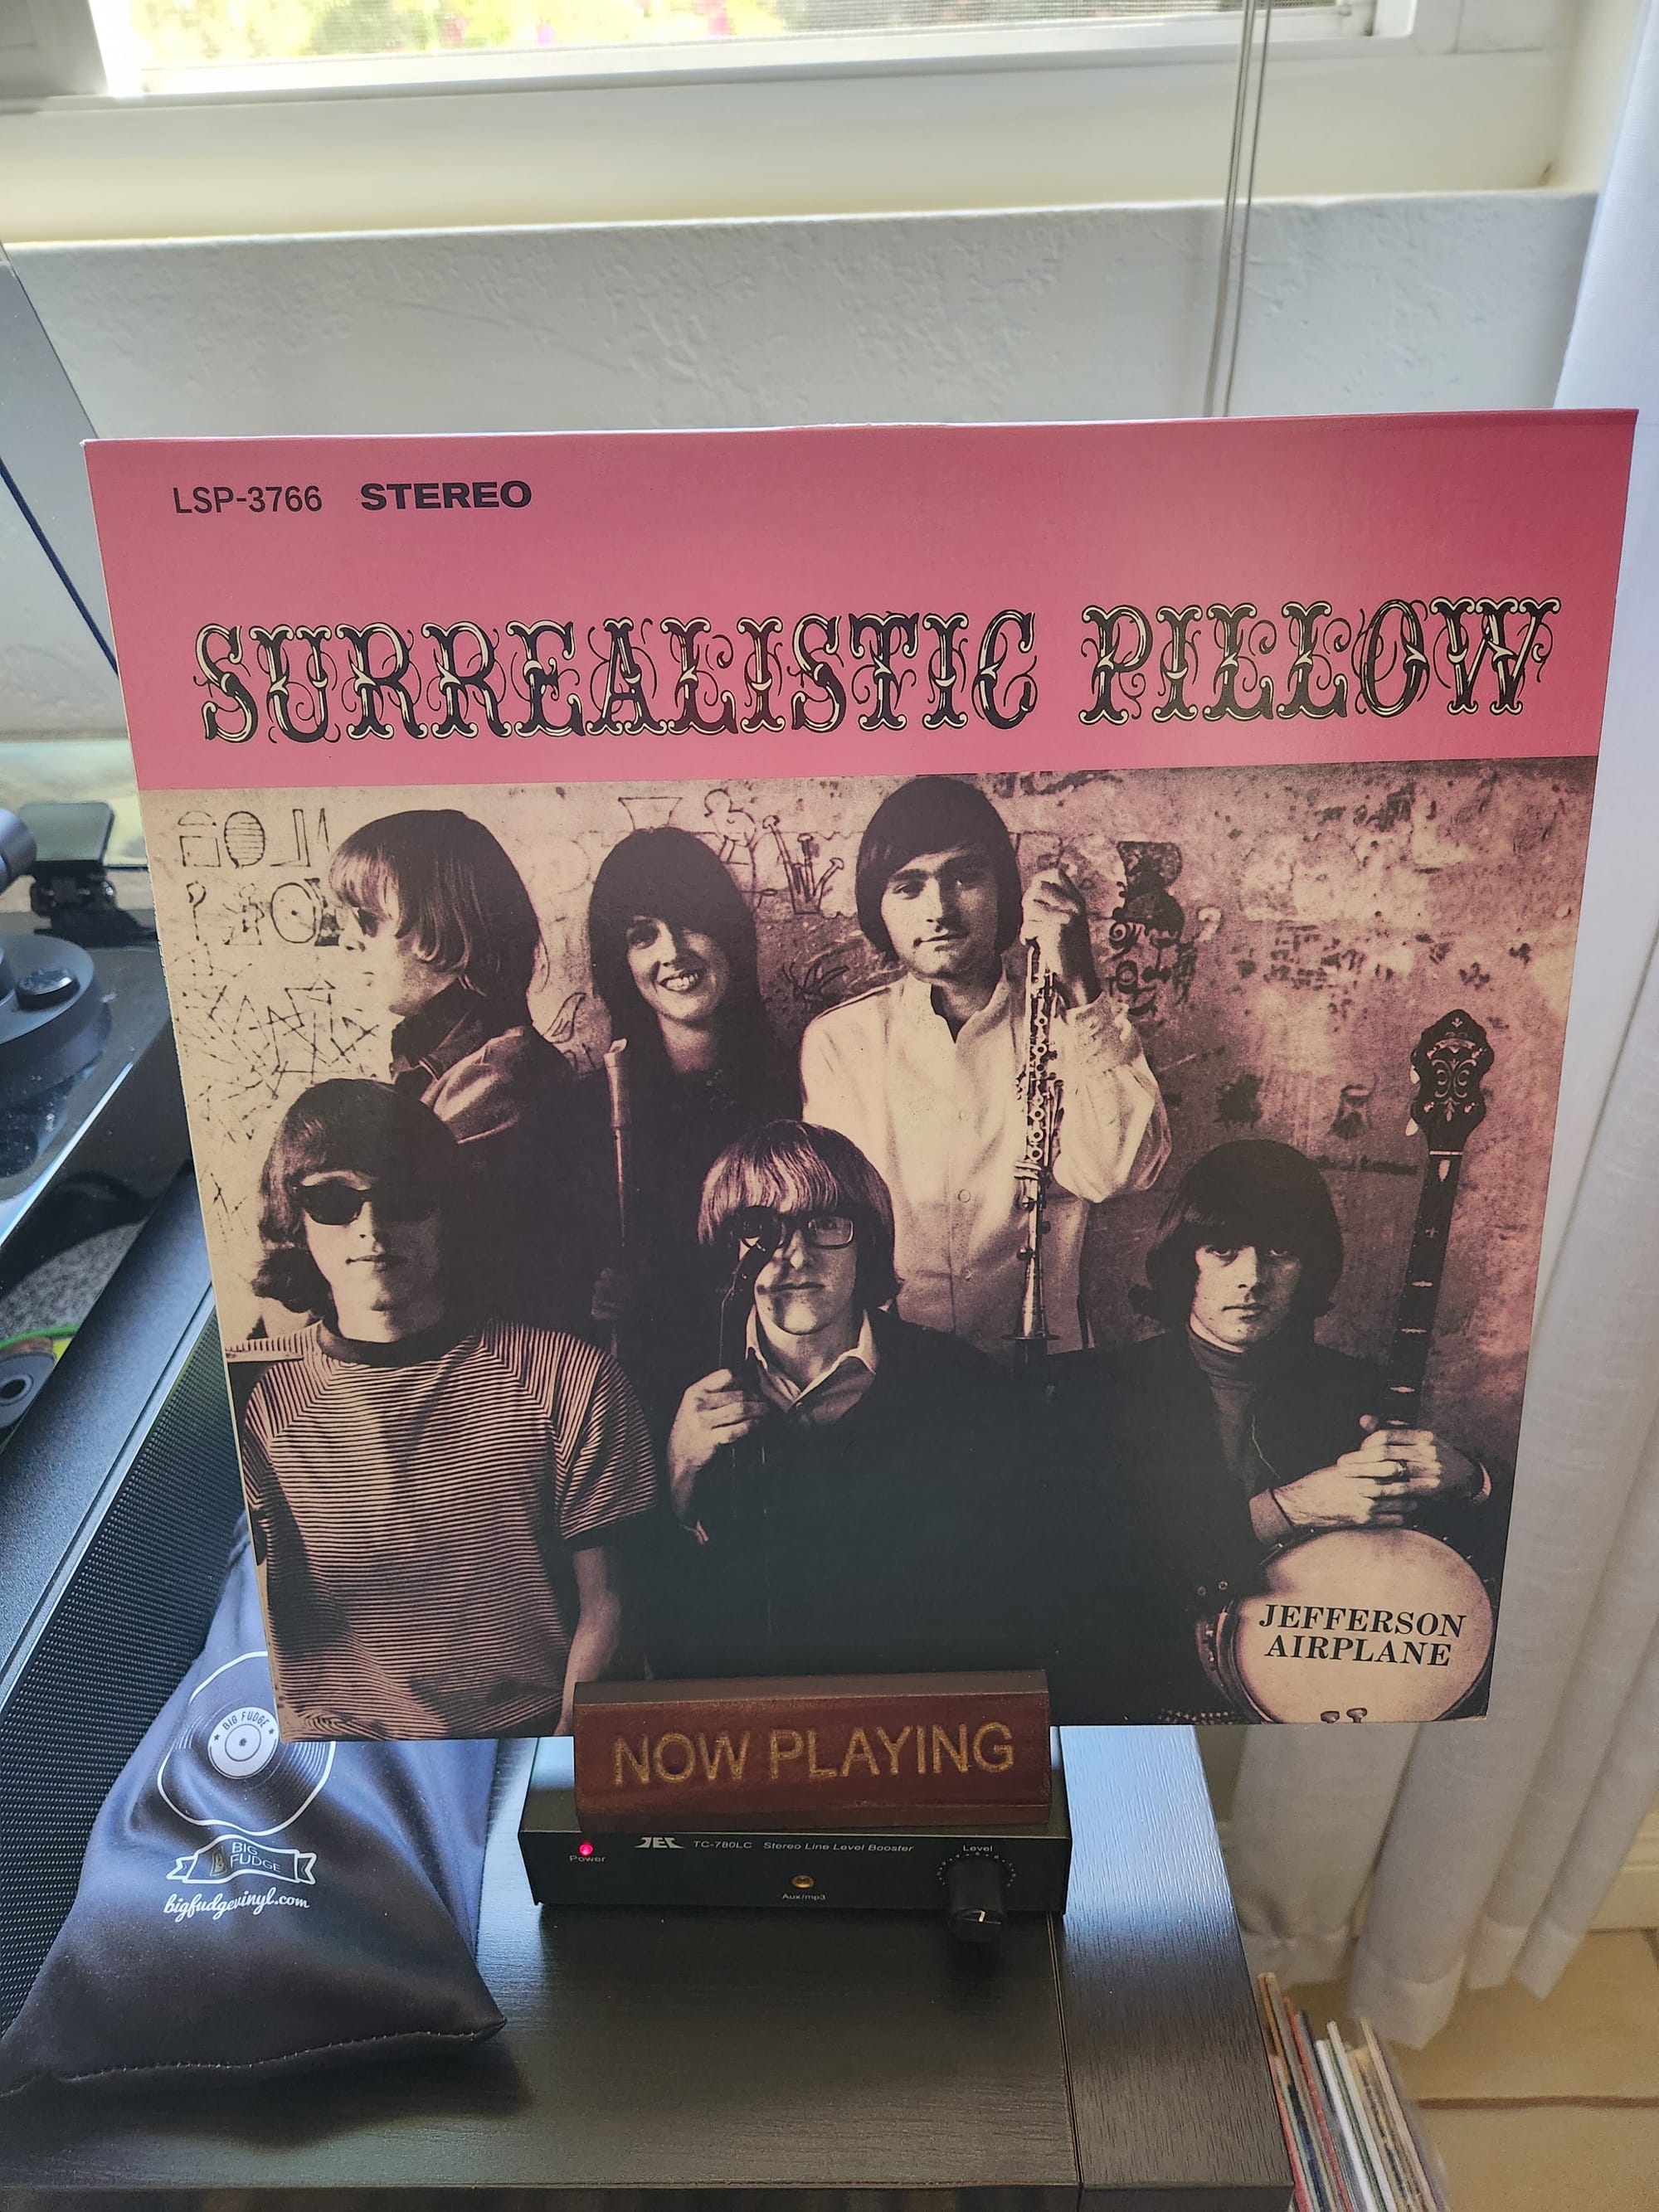 LSP-3766 STEREO
SURREALISTIC PILLOW
JEFFERSON
AIRPLANE
NOW PLAYING
BIG FUDGE
BIG
FUDGE
bigfudgevinyl.com
Power
TEC TC-780LC Stereo Line Level Booster
Level
Aux/mp3